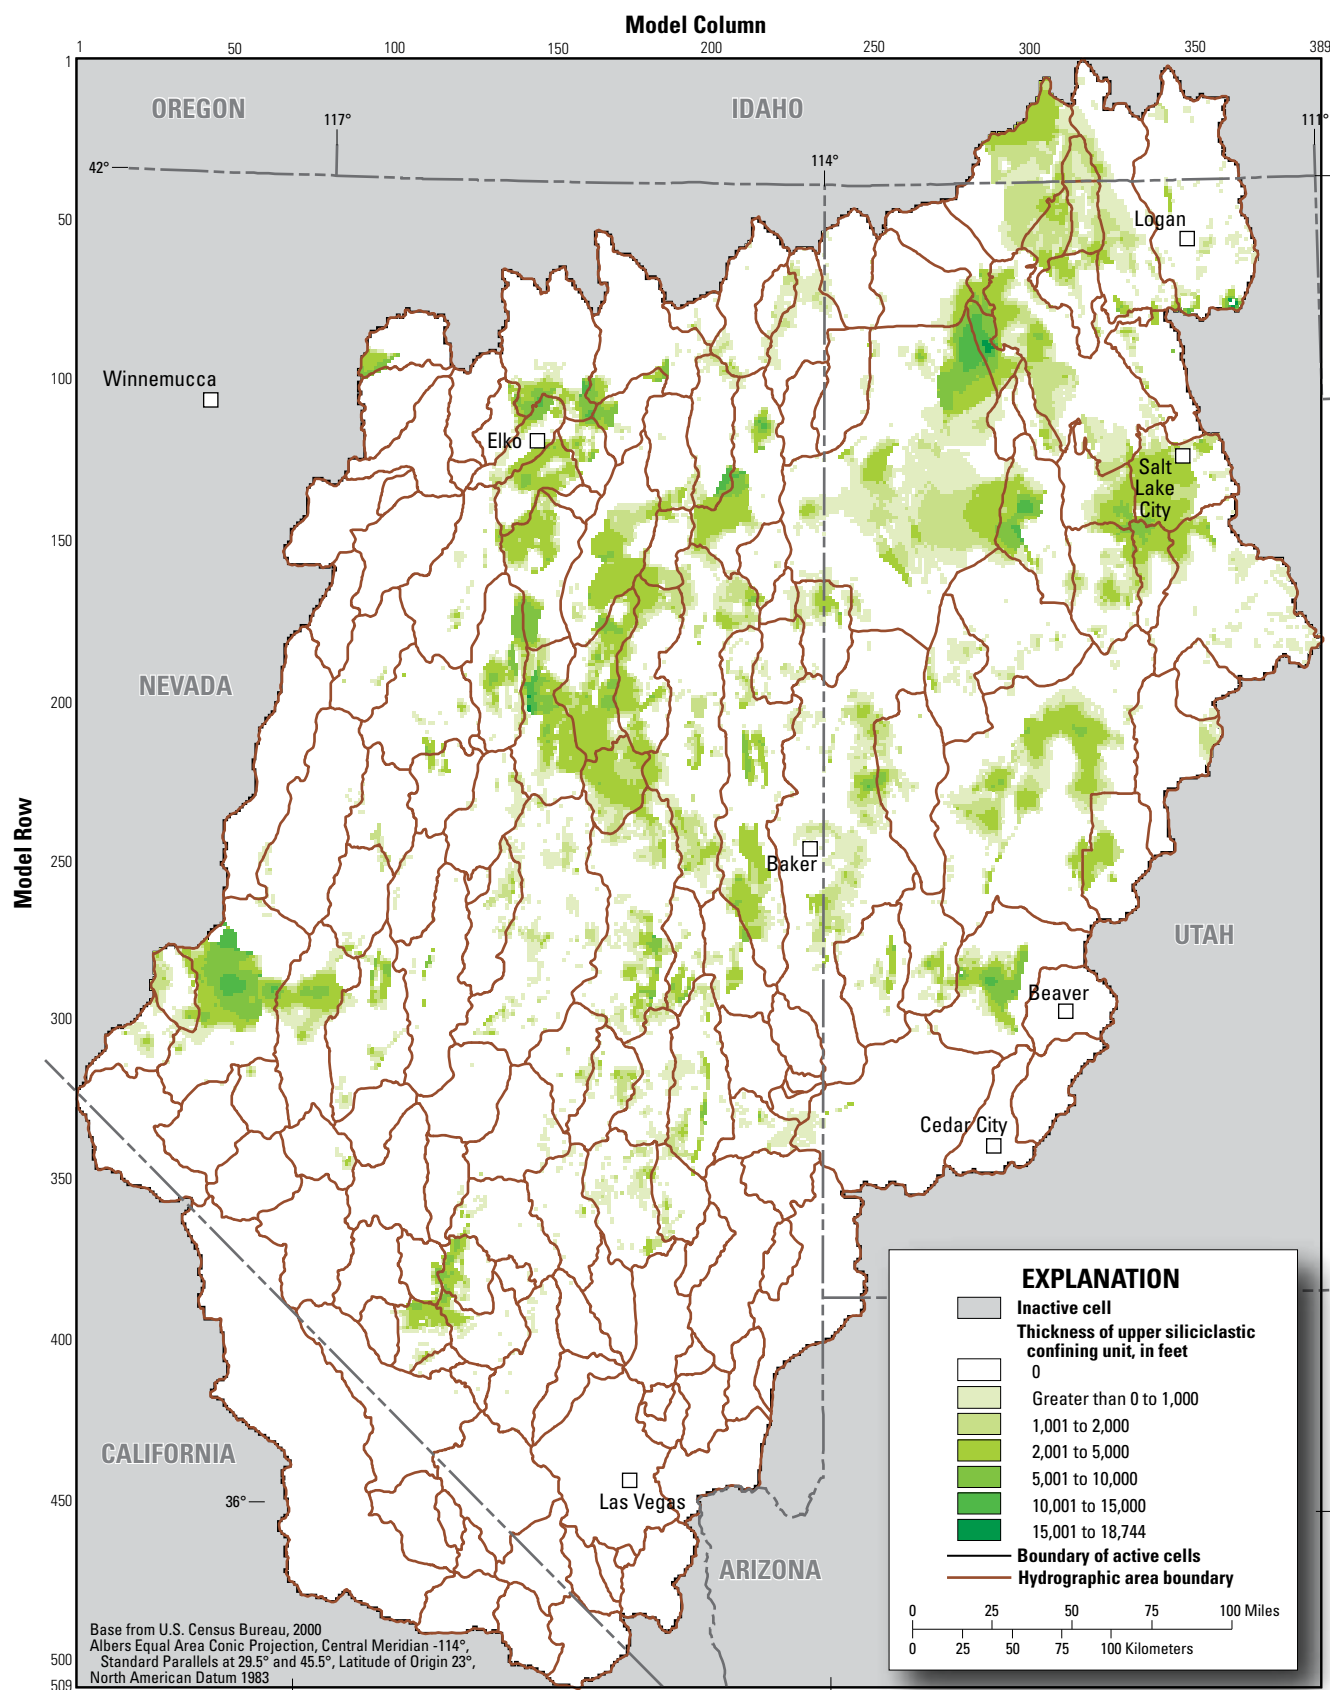 Model Column
1 50 100 150 200 250 300 350 389
1
OREGON IDAHO
117° 111°
42° 114°
50
Logan
100
Winnemucca
Elko
Salt
Lake
City
150
NEVADA
200
Model Row
250
Baker
UTAH
300
Beaver
Cedar City
350
400
EXPLANATION
Inactive cell
Thickness of upper siliciclastic
confining unit, in feet
0
Greater than 0 to 1,000
1,001 to 2,000
2,001 to 5,000
5,001 to 10,000
10,001 to 15,000
15,001 to 18,744
Boundary of active cells
Hydrographic area boundary
0 25 50 75 100 Miles
0 25 50 75 100 Kilometers
CALIFORNIA
36°
450
Las Vegas
ARIZONA
Base from U.S. Census Bureau, 2000
Albers Equal Area Conic Projection, Central Meridian -114°,
Standard Parallels at 29.5° and 45.5°, Latitude of Origin 23°,
North American Datum 1983
500
509